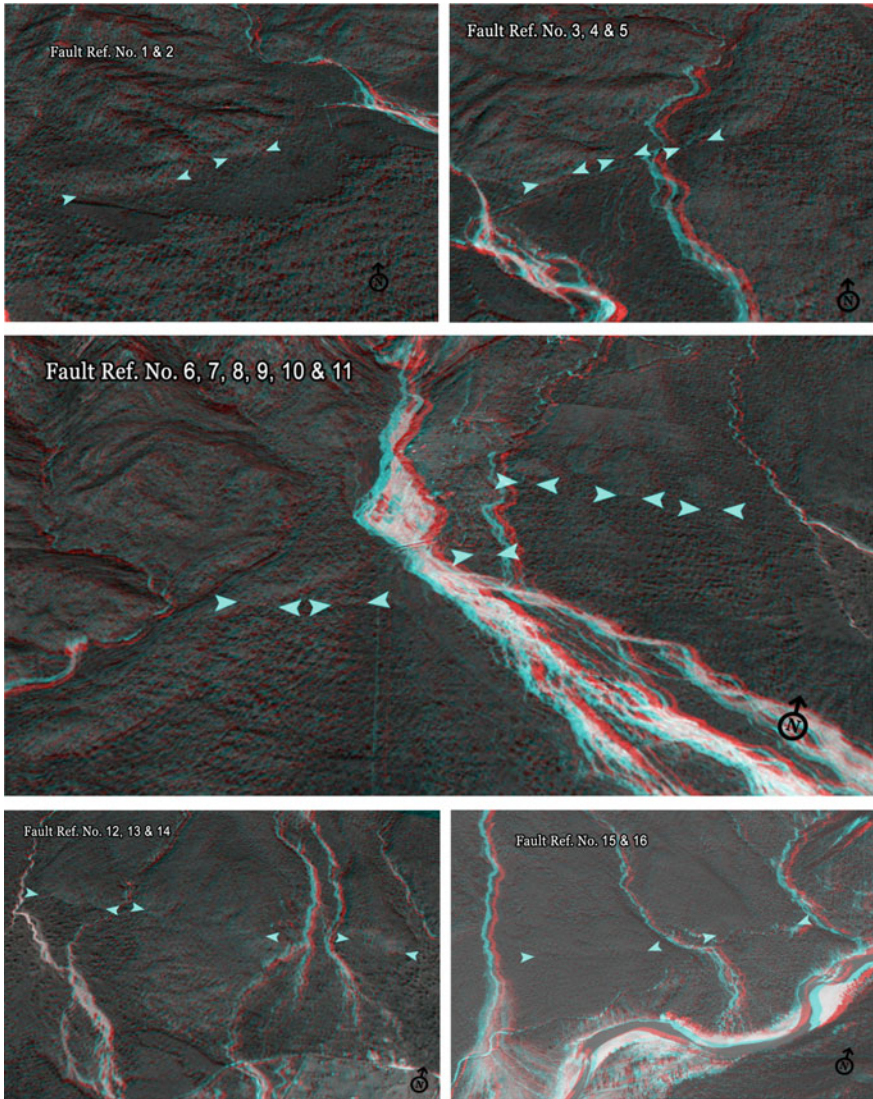 Fault Ref. No. 1 & 2
N
Fault Ref. No. 3, 4 & 5
N
Fault Ref. No. 6, 7, 8, 9, 10 & 11
N
Fault Ref. No. 12, 13 & 14
N
Fault Ref. No. 15 & 16
N